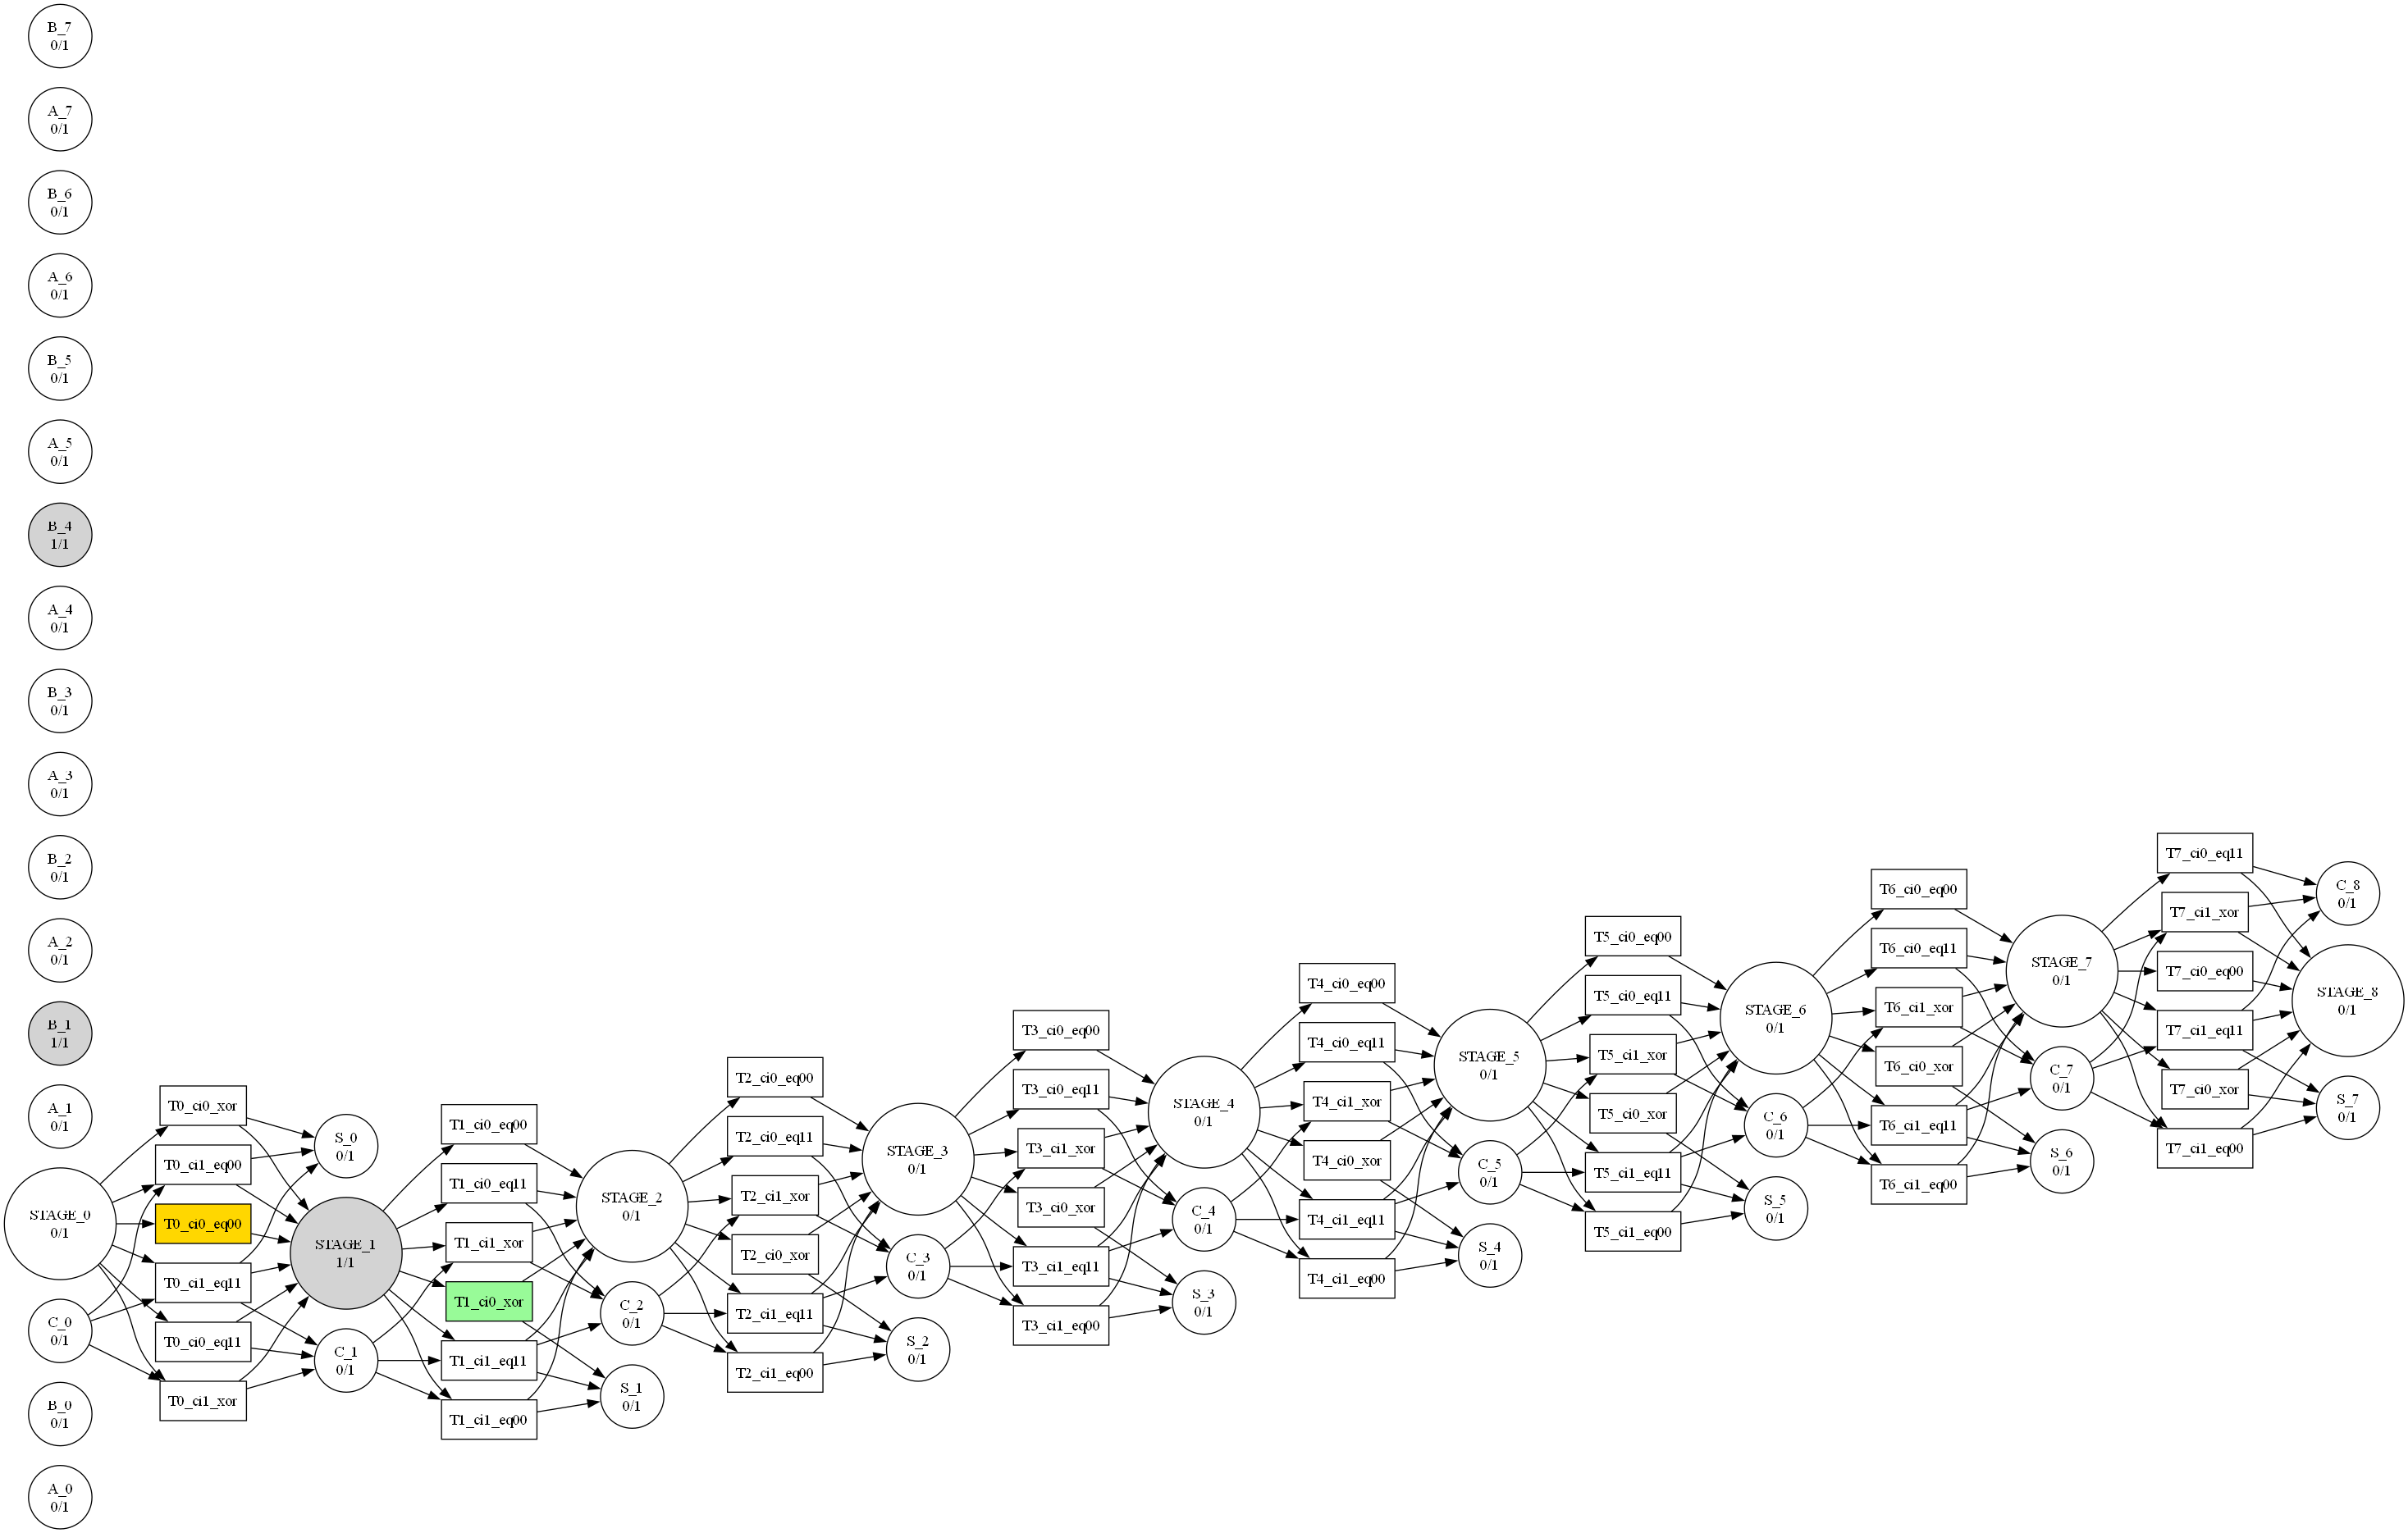 B_7
0/1
A_7
0/1
B_6
0/1
A_6
0/1
B_5
0/1
A_5
0/1
B_4
1/1
A_4
0/1
B_3
0/1
A_3
0/1
B_2
0/1
A_2
0/1
B_1
1/1
A_1
0/1
STAGE_0
0/1
C_0
0/1
B_0
0/1
A_0
0/1
T0_ci0_xor
T0_ci1_eq00
T0_ci0_eq00
T0_ci1_eq11
T0_ci0_eq11
T0_ci1_xor
S_0
0/1
STAGE_1
1/1
C_1
0/1
T1_ci0_eq00
T1_ci0_eq11
T1_ci1_xor
T1_ci0_xor
T1_ci1_eq11
T1_ci1_eq00
STAGE_2
0/1
C_2
0/1
S_1
0/1
T2_ci0_eq00
T2_ci0_eq11
T2_ci1_xor
T2_ci0_xor
T2_ci1_eq11
T2_ci1_eq00
STAGE_3
0/1
C_3
0/1
S_2
0/1
T3_ci0_eq00
T3_ci0_eq11
T3_ci1_xor
T3_ci0_xor
T3_ci1_eq11
T3_ci1_eq00
STAGE_4
0/1
C_4
0/1
S_3
0/1
T4_ci0_eq00
T4_ci0_eq11
T4_ci1_xor
T4_ci0_xor
T4_ci1_eq11
T4_ci1_eq00
STAGE_5
0/1
C_5
0/1
S_4
0/1
T5_ci0_eq00
T5_ci0_eq11
T5_ci1_xor
T5_ci0_xor
T5_ci1_eq11
T5_ci1_eq00
STAGE_6
0/1
C_6
0/1
S_5
0/1
T6_ci0_eq00
T6_ci0_eq11
T6_ci1_xor
T6_ci0_xor
T6_ci1_eq11
T6_ci1_eq00
STAGE_7
0/1
C_7
0/1
S_6
0/1
T7_ci0_eq11
T7_ci1_xor
T7_ci0_eq00
T7_ci1_eq11
T7_ci0_xor
T7_ci1_eq00
C_8
0/1
STAGE_8
0/1
S_7
0/1